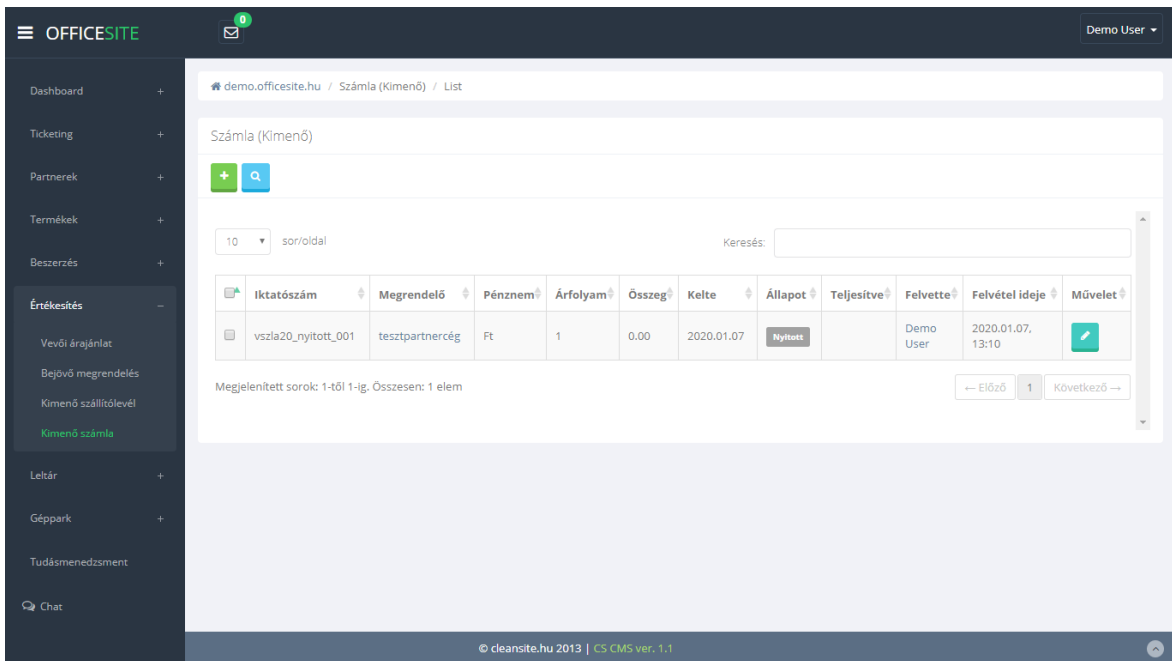 OFFICESITE
0
Demo User
Dashboard +
Ticketing +
Partnerek +
Termékek +
Beszerzés +
Értékesítés −
Vevői árajánlat
Bejövő megrendelés
Kimenő szállítólevél
Kimenő számla
Leltár +
Géppark +
Tudásmenedzsment
Chat
demo.officesite.hu / Számla (Kimenő) / List
Számla (Kimenő)
10 sor/oldal
Keresés:
Iktatószám Megrendelő Pénznem Árfolyam Összeg Kelte Állapot Teljesítve Felvette Felvétel ideje Művelet
vszla20_nyitott_001 tesztpartnercég Ft 1 0.00 2020.01.07 Nyitott Demo User 2020.01.07, 13:10
Megjelenített sorok: 1-től 1-ig. Összesen: 1 elem
← Előző 1 Következő →
© cleansite.hu 2013 | CS CMS ver. 1.1